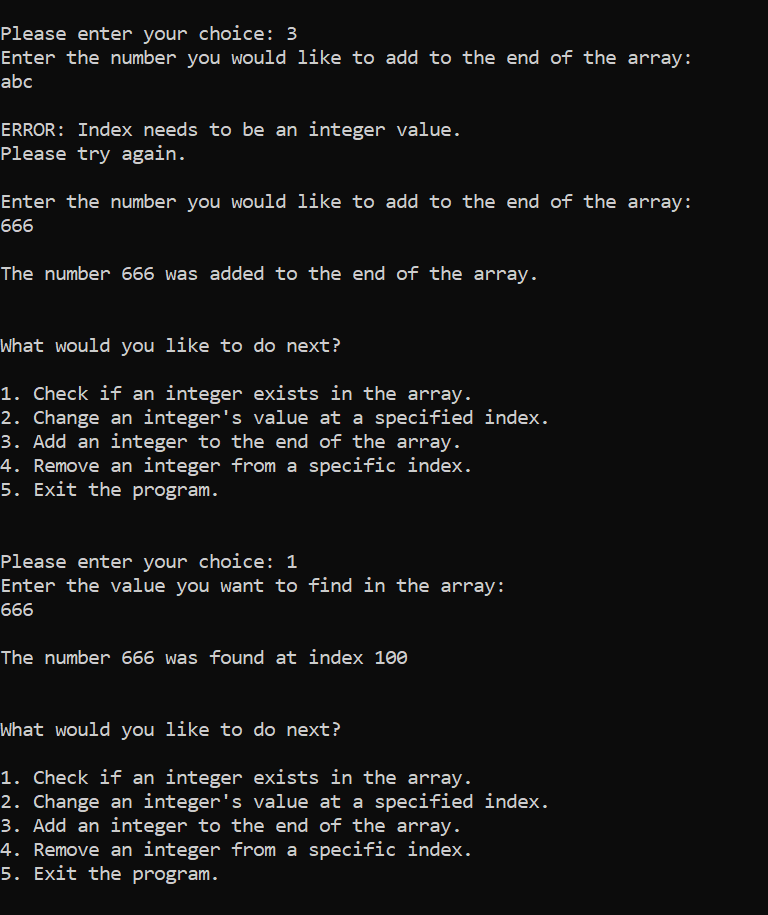 Please enter your choice: 3
Enter the number you would like to add to the end of the array:
abc
ERROR: Index needs to be an integer value.
Please try again.
Enter the number you would like to add to the end of the array:
666
The number 666 was added to the end of the array.
What would you like to do next?
1. Check if an integer exists in the array.
2. Change an integer's value at a specified index.
3. Add an integer to the end of the array.
4. Remove an integer from a specific index.
5. Exit the program.
Please enter your choice: 1
Enter the value you want to find in the array:
666
The number 666 was found at index 100
What would you like to do next?
1. Check if an integer exists in the array.
2. Change an integer's value at a specified index.
3. Add an integer to the end of the array.
4. Remove an integer from a specific index.
5. Exit the program.